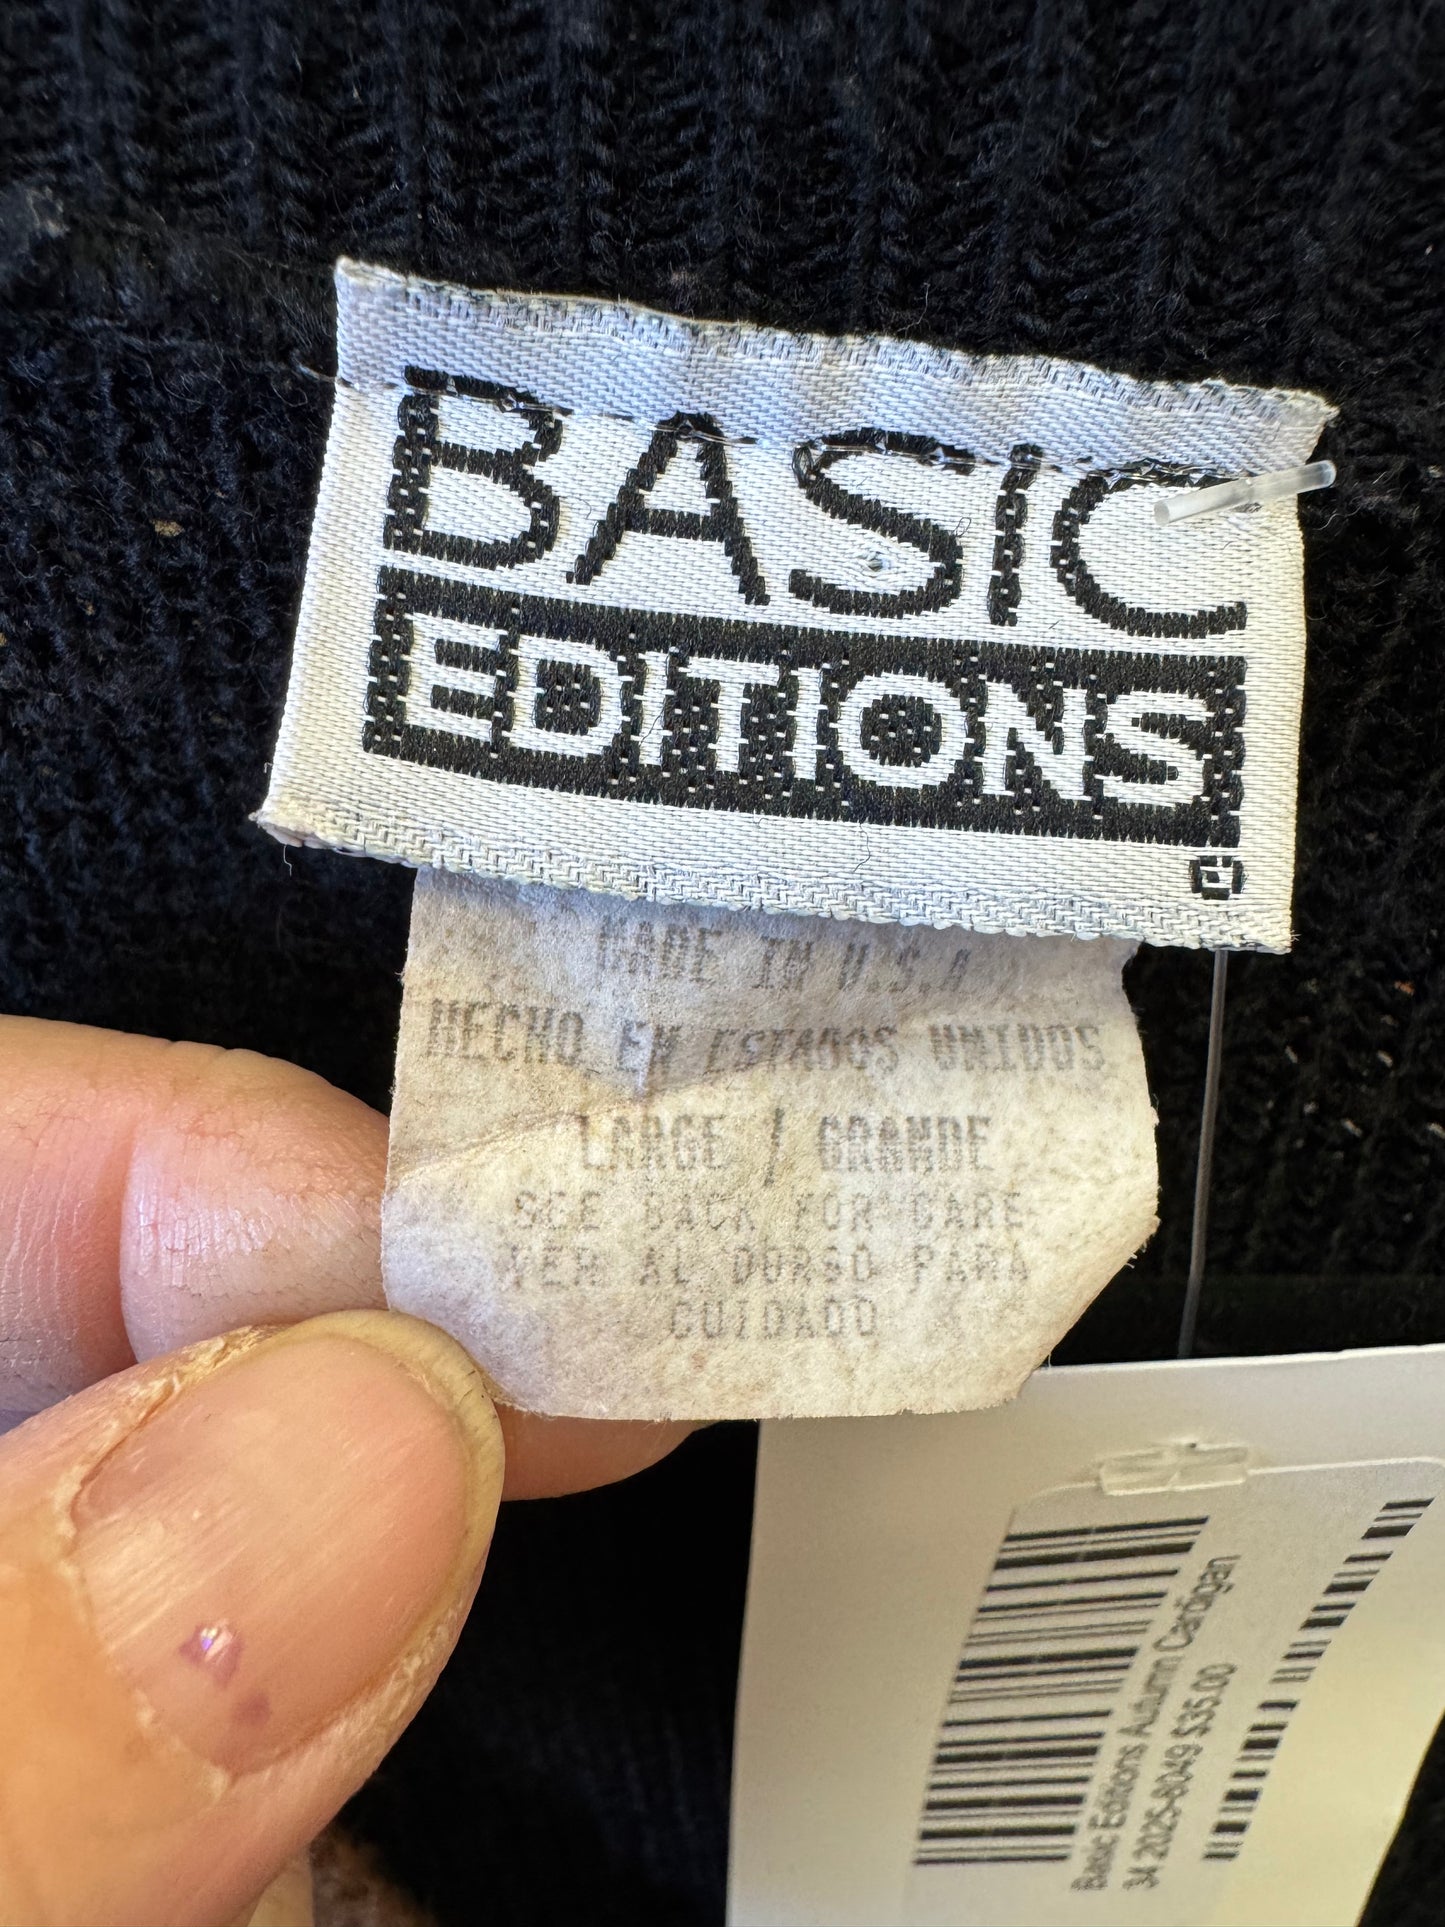 BASIC
EDITIONS
®
MADE IN U.S.A
HECHO EN ESTADOS UNIDOS
LARGE / GRANDE
SEE BACK FOR CARE
VER AL DORSO PARA
CUIDADO
Basic Editions Autumn Cardigan
34 2025-8049 $35.00